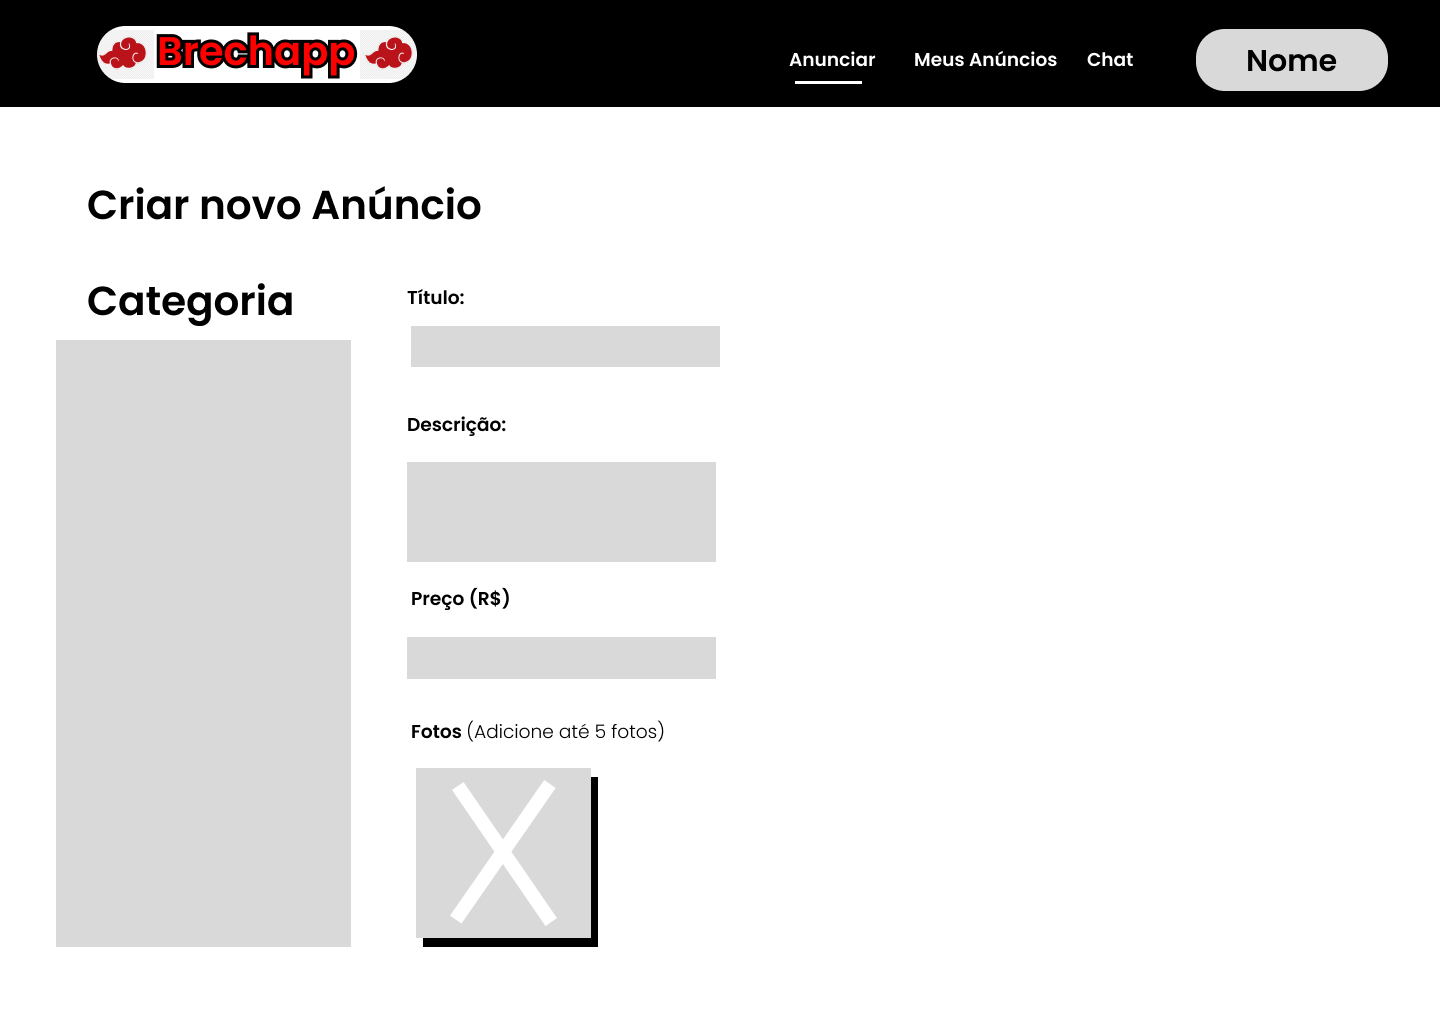 Brechapp
Anunciar
Meus Anúncios
Chat
Nome
Criar novo Anúncio
Categoria
Título:
Descrição:
Preço (R$)
Fotos (Adicione até 5 fotos)